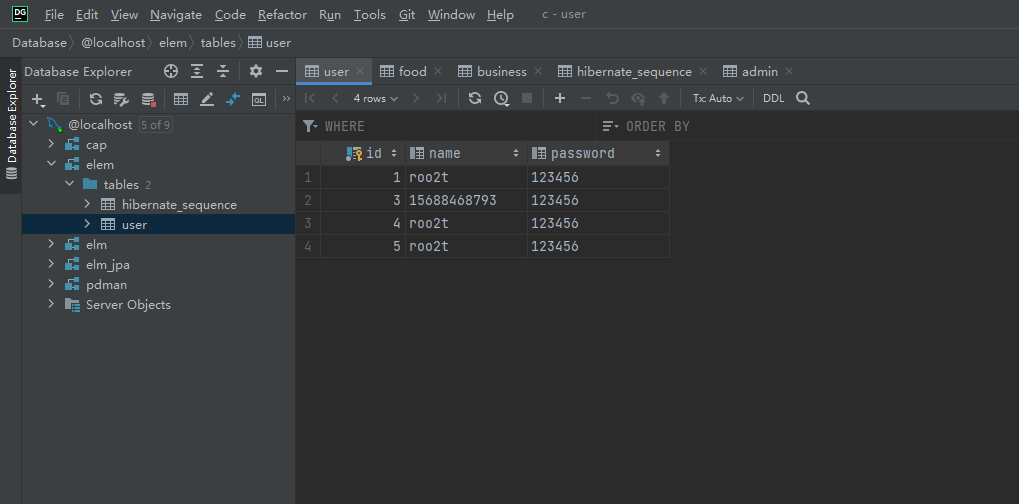 DG File Edit View Navigate Code Refactor Run Tools Git Window Help c - user
Database @localhost elem tables user
Database Explorer
Database Explorer
user food business hibernate_sequence admin
4 rows Tx: Auto DDL
QL
WHERE ORDER BY
@localhost 5 of 9
cap
elem
tables 2
hibernate_sequence
user
elm
elm_jpa
pdman
Server Objects
id name password
1 1 roo2t 123456
2 3 15688468793 123456
3 4 roo2t 123456
4 5 roo2t 123456